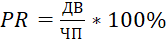 PR = ДВ/ЧП * 100%